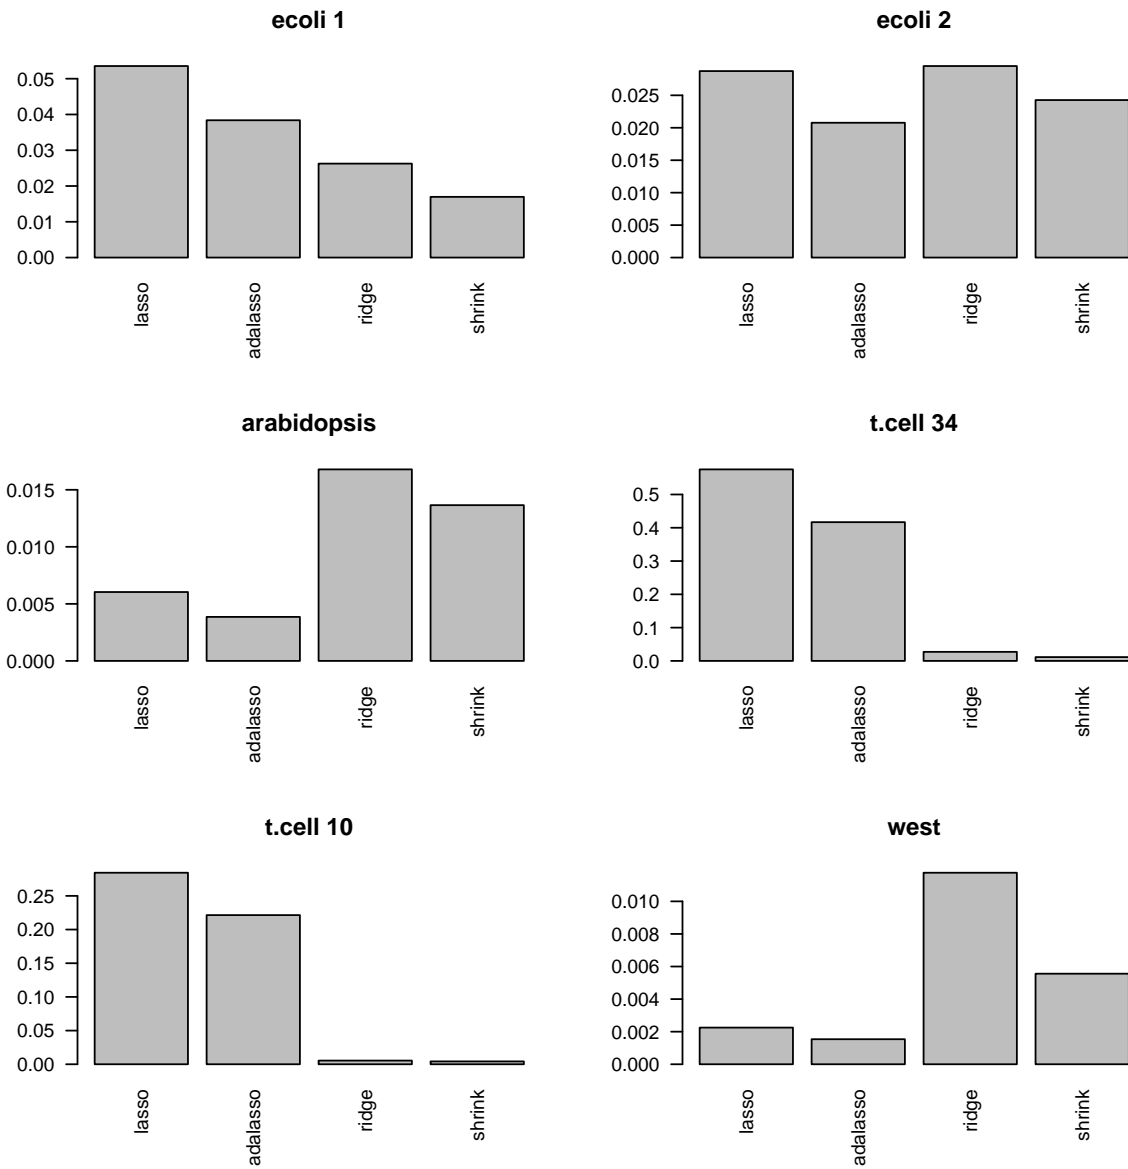 ecoli 1
0.05
0.04
0.03
0.02
0.01
0.00
lasso
adalasso
ridge
shrink
ecoli 2
0.025
0.020
0.015
0.010
0.005
0.000
lasso
adalasso
ridge
shrink
arabidopsis
0.015
0.010
0.005
0.000
lasso
adalasso
ridge
shrink
t.cell 34
0.5
0.4
0.3
0.2
0.1
0.0
lasso
adalasso
ridge
shrink
t.cell 10
0.25
0.20
0.15
0.10
0.05
0.00
lasso
adalasso
ridge
shrink
west
0.010
0.008
0.006
0.004
0.002
0.000
lasso
adalasso
ridge
shrink